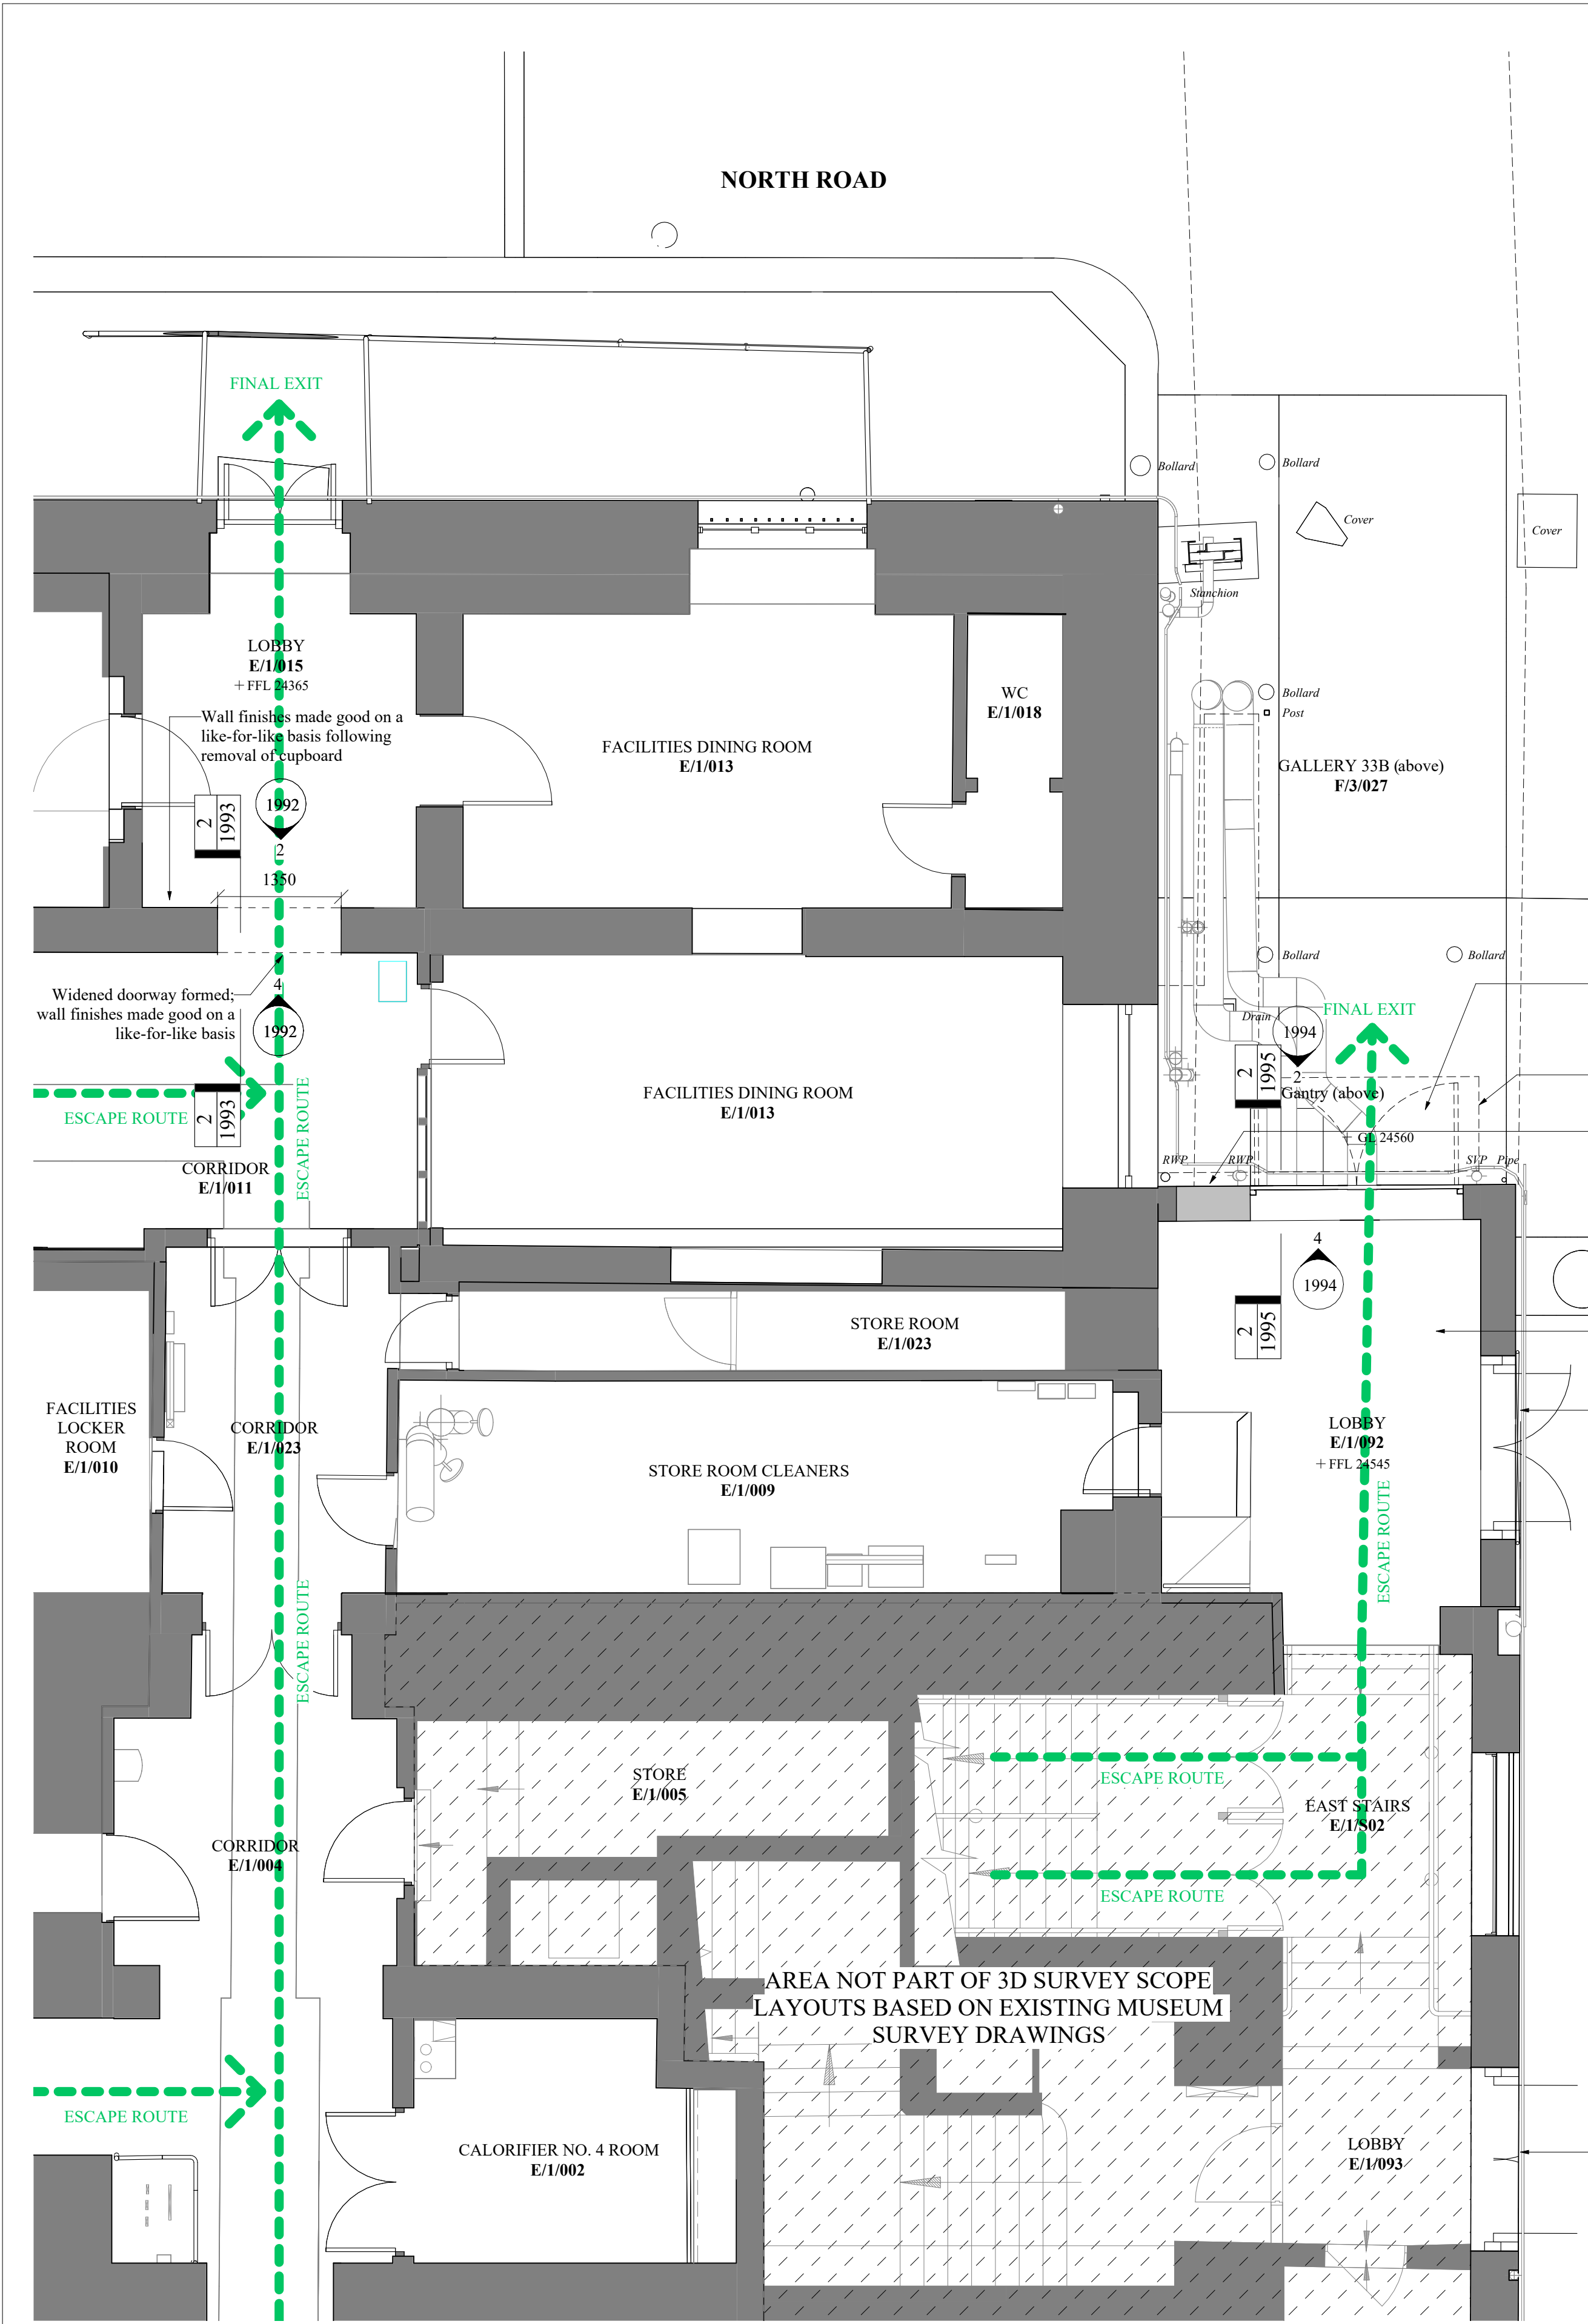 NORTH ROAD
FINAL EXIT
Bollard
Bollard
Cover
Cover
Stanchion
LOBBY
E/1/015
FFL 24365
Wall finishes made good on a
like-for-like basis following
removal of cupboard
WC
E/1/018
Bollard
Post
FACILITIES DINING ROOM
E/1/013
GALLERY 33B (above)
F/3/027
2
1993
1992
2
1350
Bollard
Bollard
Widened doorway formed;
wall finishes made good on a
like-for-like basis
4
1992
Drain
FINAL EXIT
1994
2
1995
2
Gantry (above)
ESCAPE ROUTE
2
1993
ESCAPE ROUTE
FACILITIES DINING ROOM
E/1/013
GL 24560
RWP
RWP
SVP
Pipe
CORRIDOR
E/1/011
4
1994
2
1995
STORE ROOM
E/1/023
FACILITIES
LOCKER
ROOM
E/1/010
CORRIDOR
E/1/023
LOBBY
E/1/092
FFL 24545
STORE ROOM CLEANERS
E/1/009
ESCAPE ROUTE
ESCAPE ROUTE
STORE
E/1/005
ESCAPE ROUTE
EAST STAIRS
E/1/S02
CORRIDOR
E/1/004
ESCAPE ROUTE
AREA NOT PART OF 3D SURVEY SCOPE
LAYOUTS BASED ON EXISTING MUSEUM
SURVEY DRAWINGS
ESCAPE ROUTE
CALORIFIER NO. 4 ROOM
E/1/002
LOBBY
E/1/093